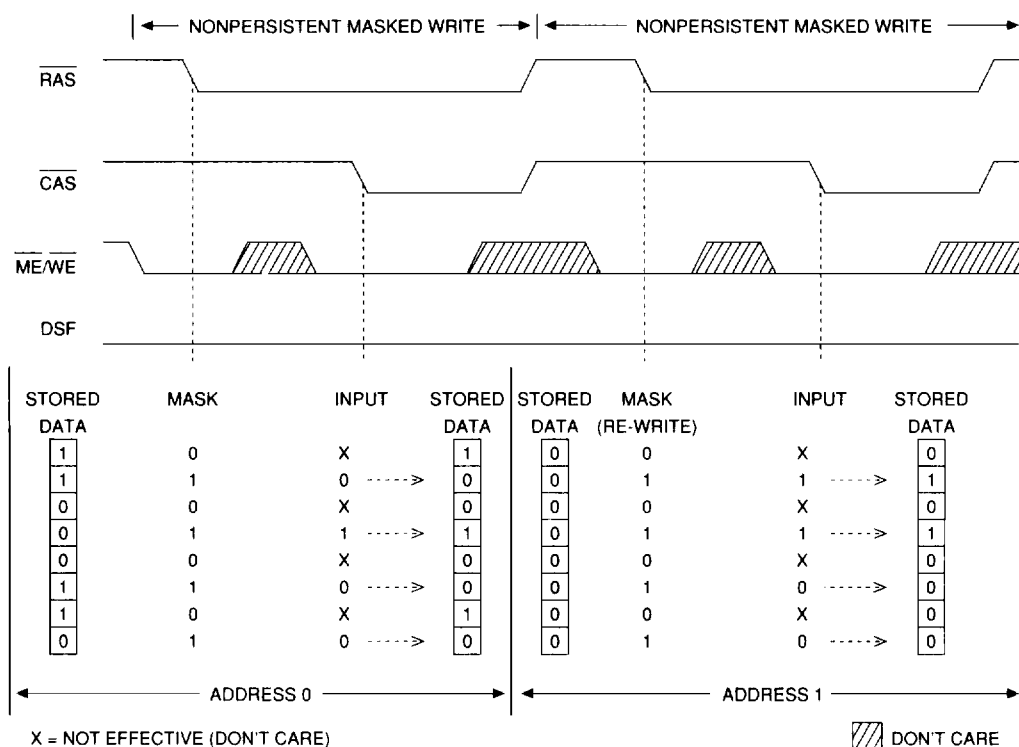 NONPERSISTENT MASKED WRITE NONPERSISTENT MASKED WRITE
RAS
CAS
ME/WE
DSF
STORED MASK INPUT STORED STORED MASK INPUT STORED
DATA DATA DATA (RE-WRITE) DATA
1 0 X 1 0 0 X 0
1 1 0 0 0 1 1 1
0 0 X 0 0 0 X 0
0 1 1 1 0 1 1 1
0 0 X 0 0 0 X 0
1 1 0 0 0 1 0 0
1 0 X 1 0 0 X 0
0 1 0 0 0 1 0 0
ADDRESS 0 ADDRESS 1
X = NOT EFFECTIVE (DON'T CARE) DON'T CARE